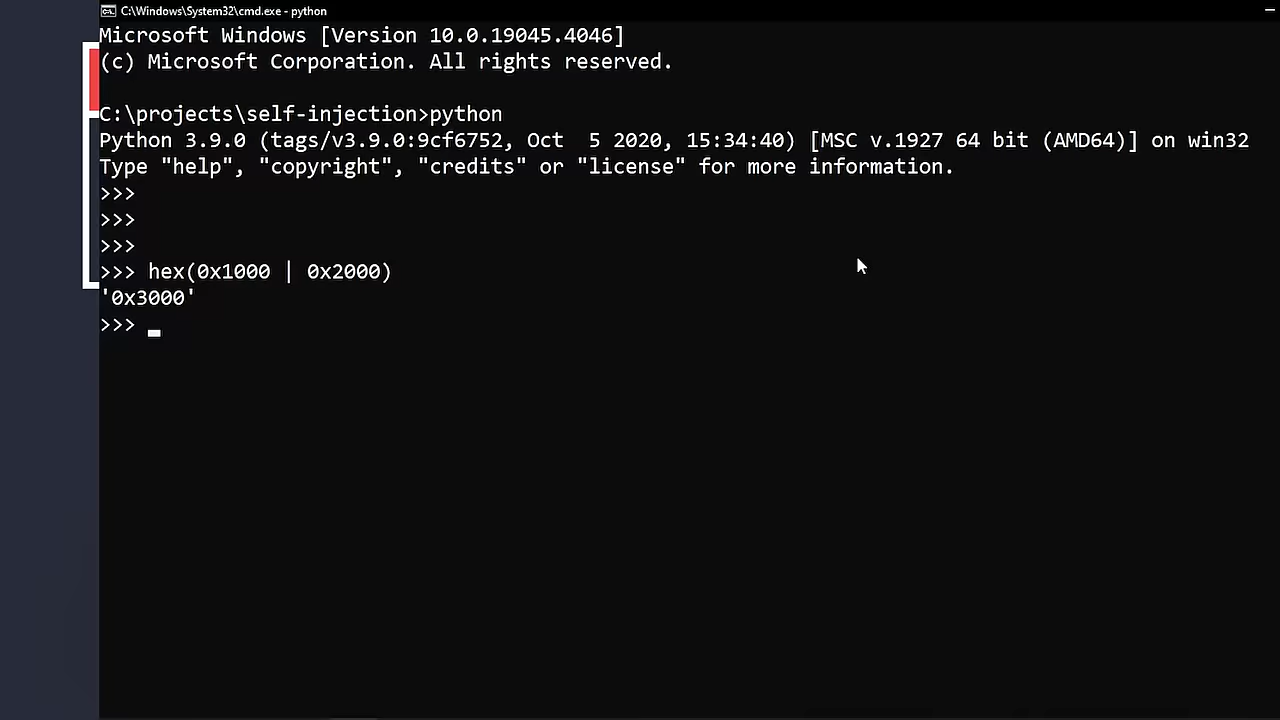 C:\Windows\System32\cmd.exe - python
Microsoft Windows [Version 10.0.19045.4046]
(c) Microsoft Corporation. All rights reserved.
C:\projects\self-injection>python
Python 3.9.0 (tags/v3.9.0:9cf6752, Oct  5 2020, 15:34:40) [MSC v.1927 64 bit (AMD64)] on win32
Type "help", "copyright", "credits" or "license" for more information.
>>>
>>>
>>>
>>> hex(0x1000 | 0x2000)
'0x3000'
>>>